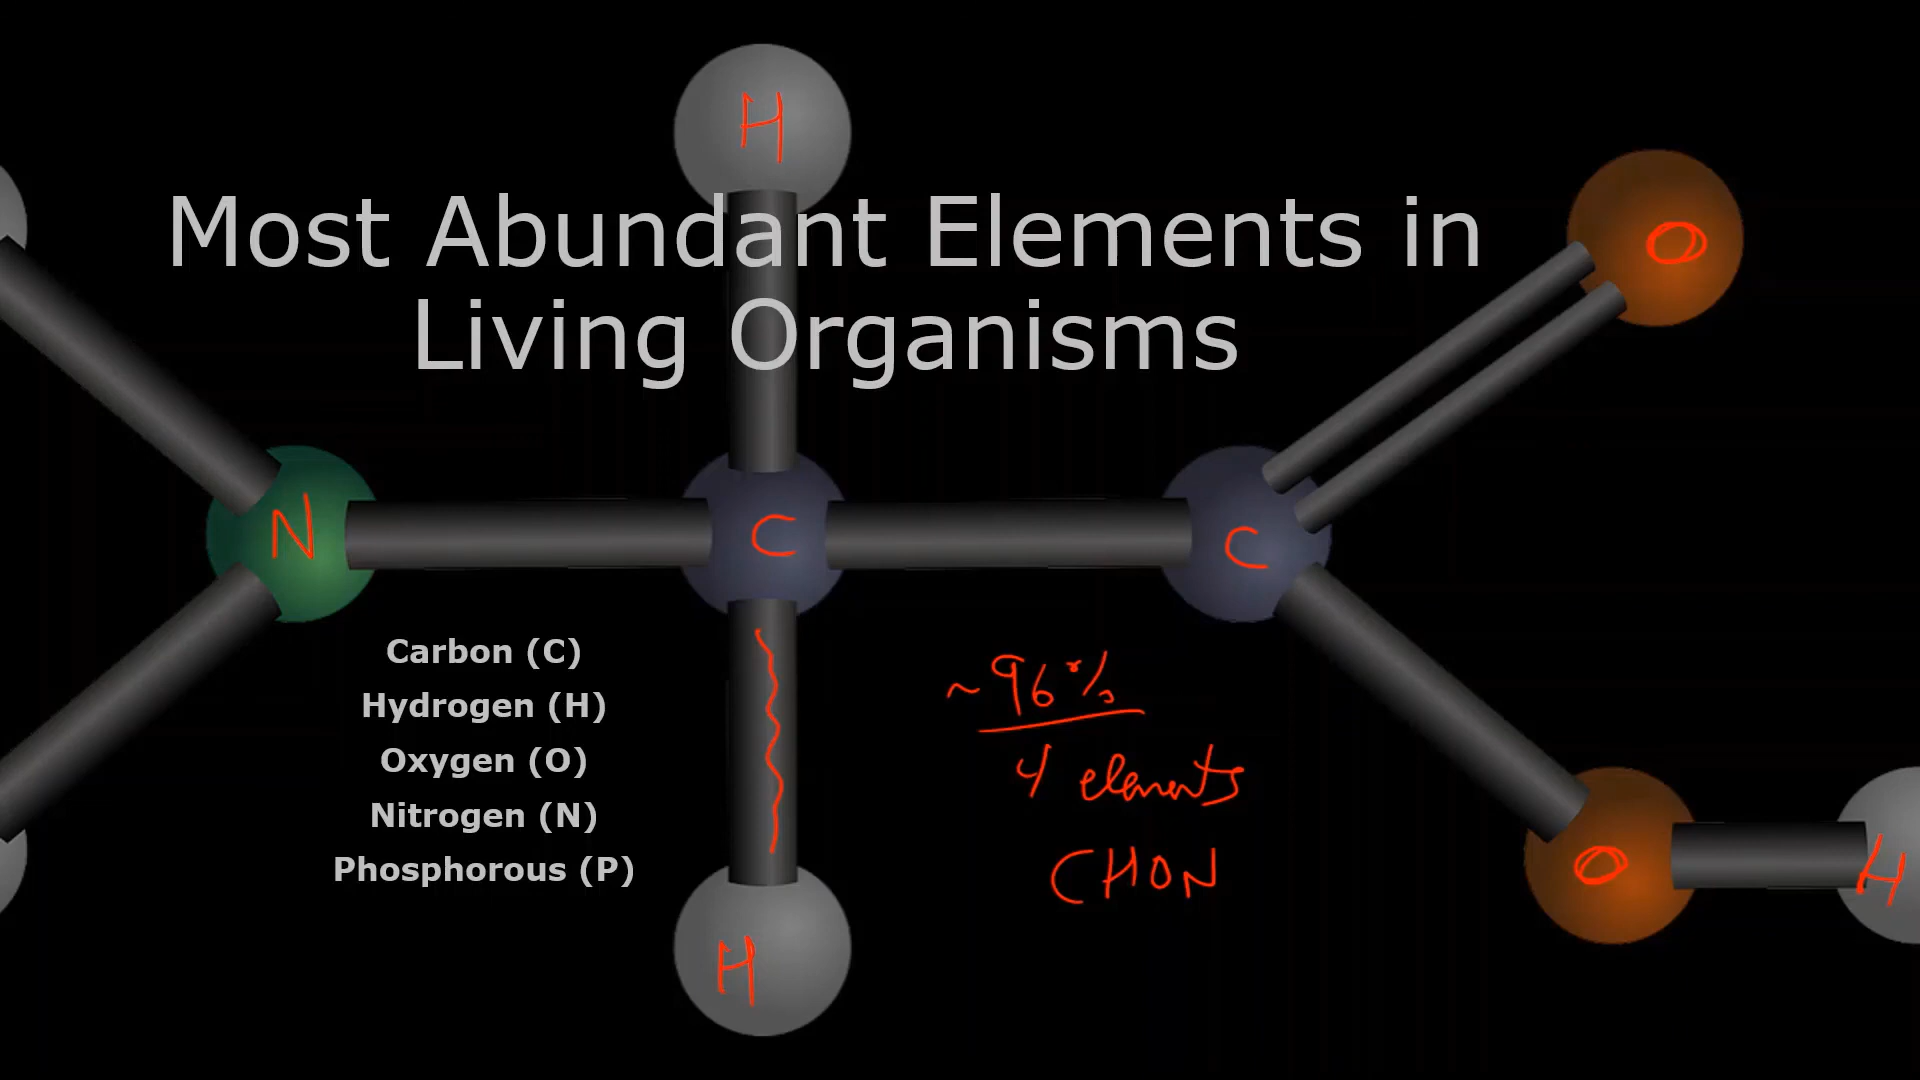 H
Most Abundant Elements in
Living Organisms
O
N
C
C
Carbon (C)
Hydrogen (H)
Oxygen (O)
Nitrogen (N)
Phosphorous (P)
~96%
4 elements
CHON
O
H
H